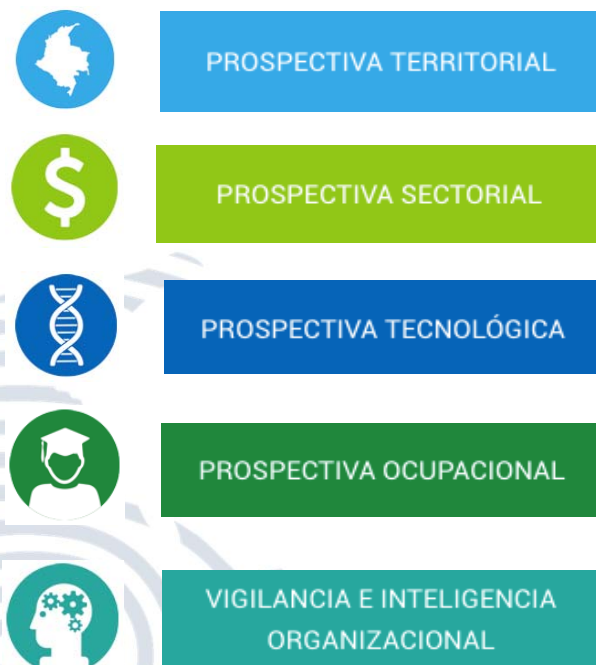 PROSPECTIVA TERRITORIAL
$
PROSPECTIVA SECTORIAL
PROSPECTIVA TECNOLÓGICA
PROSPECTIVA OCUPACIONAL
VIGILANCIA E INTELIGENCIA
ORGANIZACIONAL